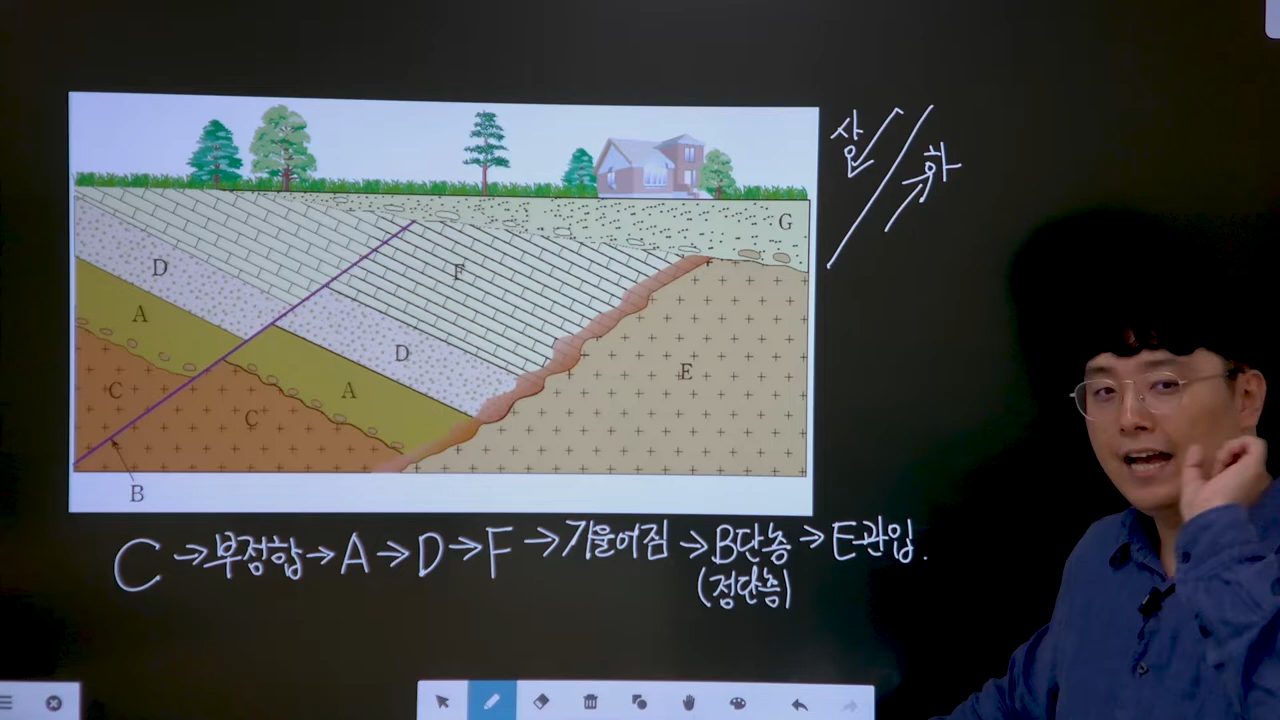 상
하
G
D
F
A
D
E
C
A
C
B
C → 부정합 → A → D → F → 기울어짐 → B단층 → E관입.
(정단층)